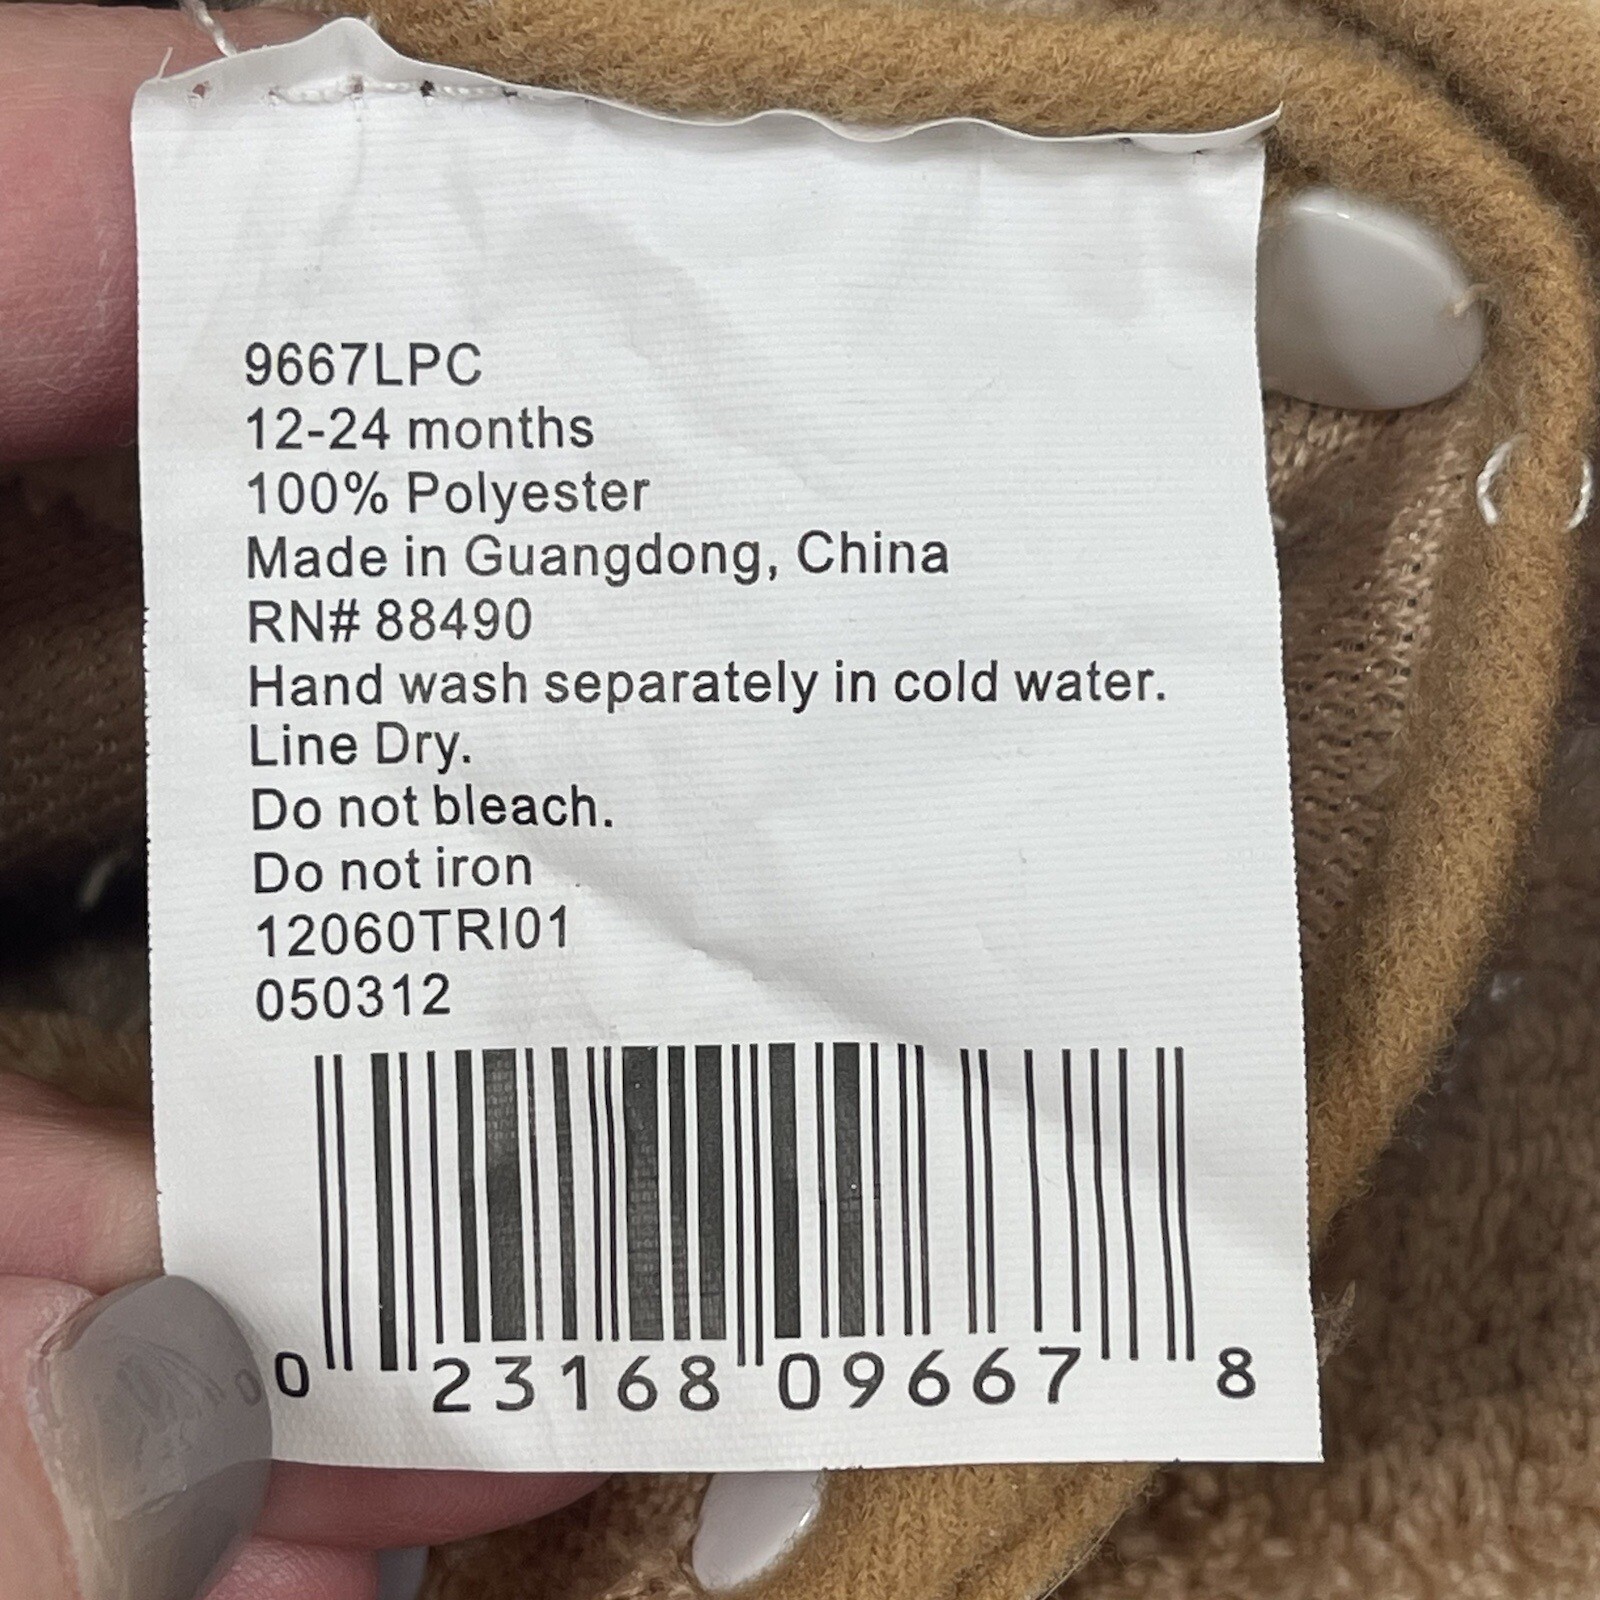 9667LPC
12-24 months
100% Polyester
Made in Guangdong, China
RN# 88490
Hand wash separately in cold water.
Line Dry.
Do not bleach.
Do not iron
12060TRI01
050312
0 23168 09667 8